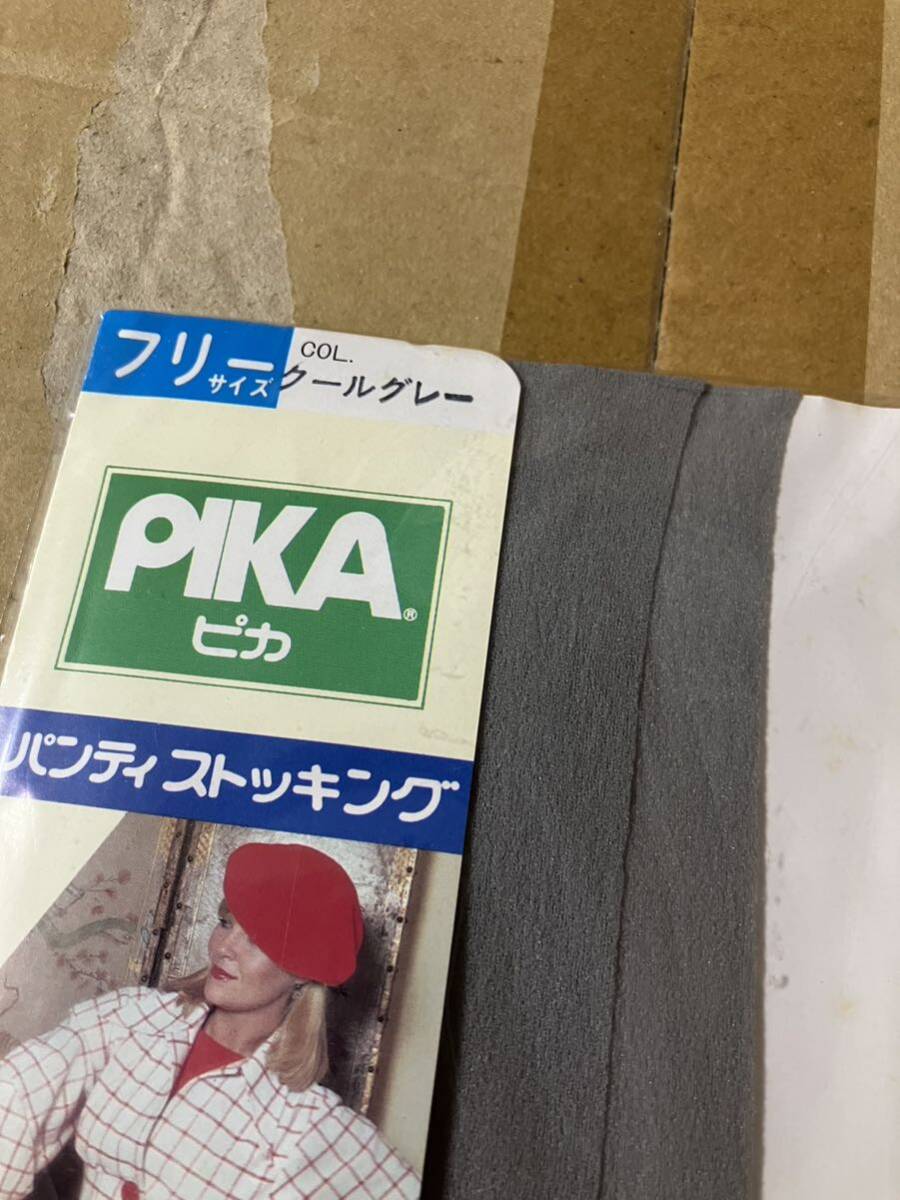 フリー
サイズ
COL.
クールグレー
PIKA®
ピカ
パンティストッキング